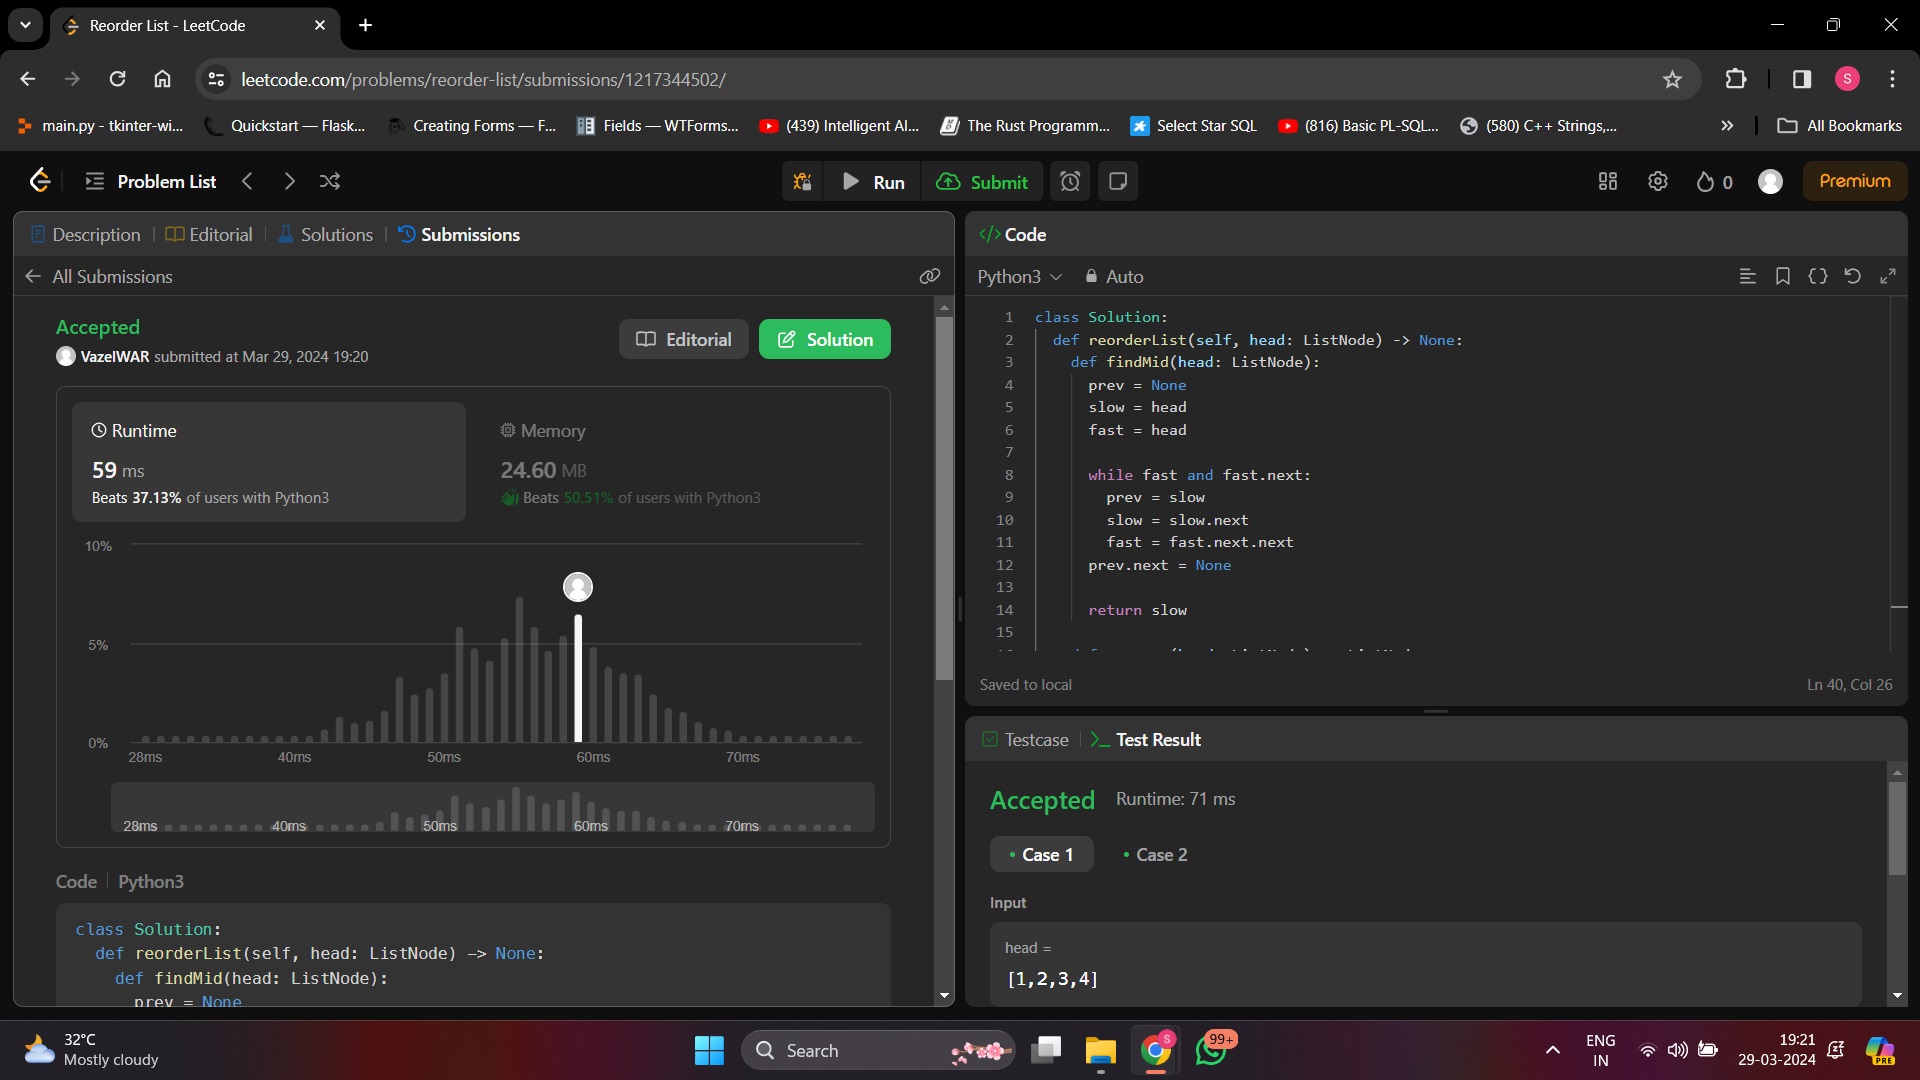 Reorder List - LeetCode
leetcode.com/problems/reorder-list/submissions/1217344502/
S
main.py - tkinter-wi...
Quickstart — Flask...
Creating Forms — F...
Fields — WTForms...
(439) Intelligent AI...
The Rust Programm...
Select Star SQL
(816) Basic PL-SQL...
(580) C++ Strings,...
»
All Bookmarks
Problem List
Run
Submit
0
Premium
Description
Editorial
Solutions
Submissions
All Submissions
Accepted
VazelWAR submitted at Mar 29, 2024 19:20
Editorial
Solution
Runtime
59 ms
Beats 37.13% of users with Python3
Memory
24.60 MB
Beats 50.51% of users with Python3
10%
5%
0%
28ms 40ms 50ms 60ms 70ms
28ms 40ms 50ms 60ms 70ms
Code Python3
class Solution:
def reorderList(self, head: ListNode) -> None:
def findMid(head: ListNode):
prev = None
</> Code
Python3
Auto
1 class Solution:
2 def reorderList(self, head: ListNode) -> None:
3 def findMid(head: ListNode):
4 prev = None
5 slow = head
6 fast = head
7
8 while fast and fast.next:
9 prev = slow
10 slow = slow.next
11 fast = fast.next.next
12 prev.next = None
13
14 return slow
15
Saved to local
Ln 40, Col 26
Testcase
>_ Test Result
Accepted Runtime: 71 ms
Case 1
Case 2
Input
head =
[1,2,3,4]
32°C
Mostly cloudy
Search
S
99+
ENG
IN
19:21
29-03-2024
PRE